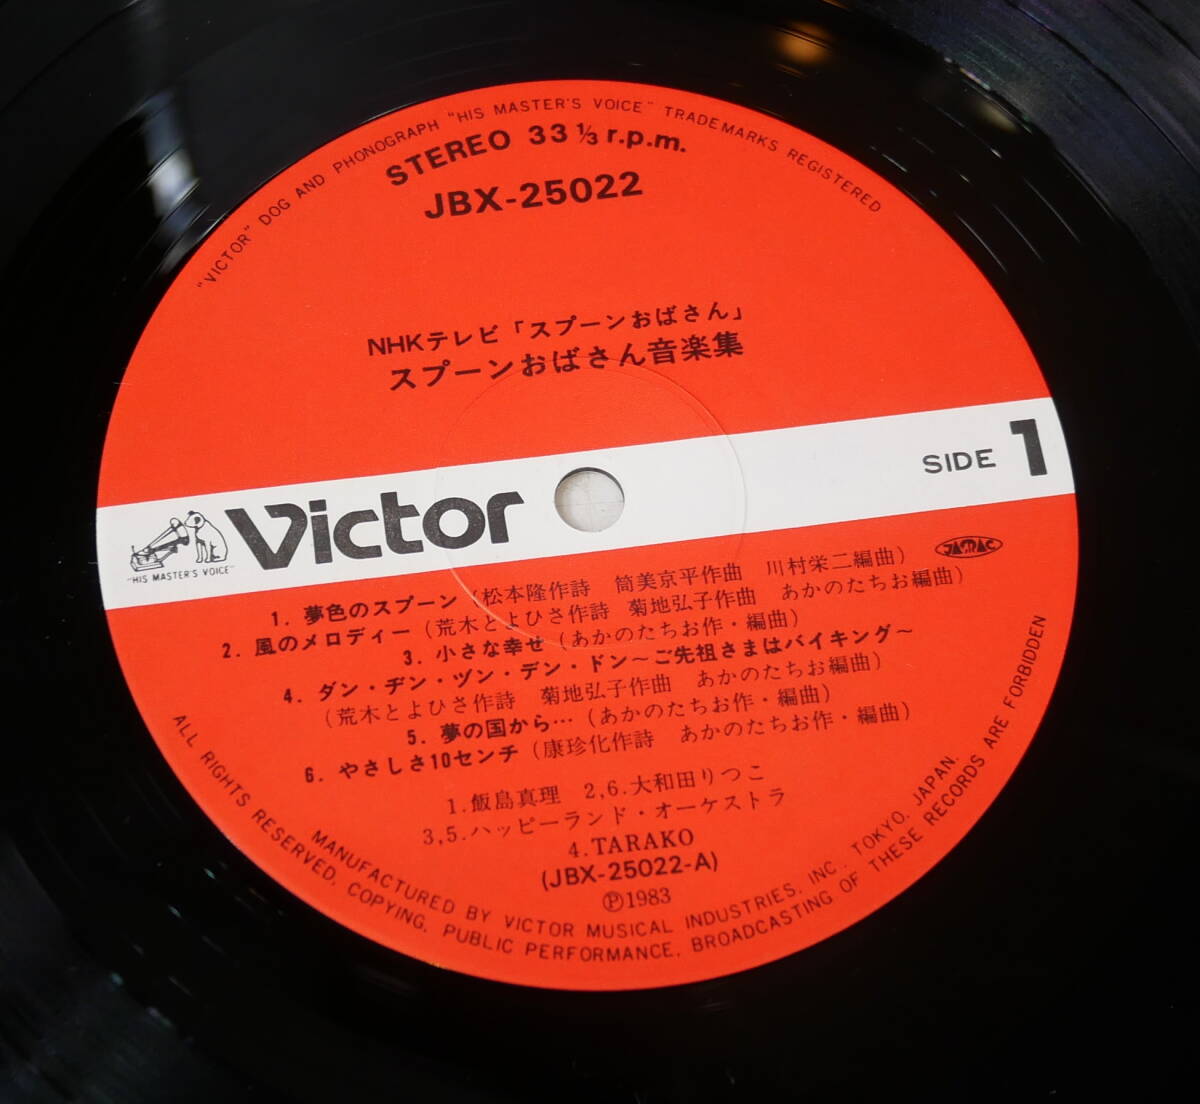 "VICTOR" DOG AND PHONOGRAPH "HIS MASTER'S VOICE" TRADEMARKS REGISTERED
STEREO 33 1/3 r.p.m.
JBX-25022
NHKテレビ「スプーンおばさん」
スプーンおばさん音楽集
"HIS MASTER'S VOICE"
Victor
SIDE 1
JASRAC
1. 夢色のスプーン (松本隆作詩 筒美京平作曲 川村栄二編曲)
2. 風のメロディー (荒木とよひさ作詩 菊地弘子作曲 あかのたちお編曲)
3. 小さな幸せ (あかのたちお作・編曲)
4. ダン・ヂン・ヅン・デン・ドン〜ご先祖さまはバイキング〜
(荒木とよひさ作詩 菊地弘子作曲 あかのたちお編曲)
5. 夢の国から… (あかのたちお作・編曲)
6. やさしさ10センチ (康珍化作詩 あかのたちお作・編曲)
1. 飯島真理 2,6. 大和田りつこ
3,5. ハッピーランド・オーケストラ
4. TARAKO
(JBX-25022-A)
Ⓟ1983
MANUFACTURED BY VICTOR MUSICAL INDUSTRIES, INC., TOKYO, JAPAN.
ALL RIGHTS RESERVED. COPYING, PUBLIC PERFORMANCE, BROADCASTING OF THESE RECORDS ARE FORBIDDEN